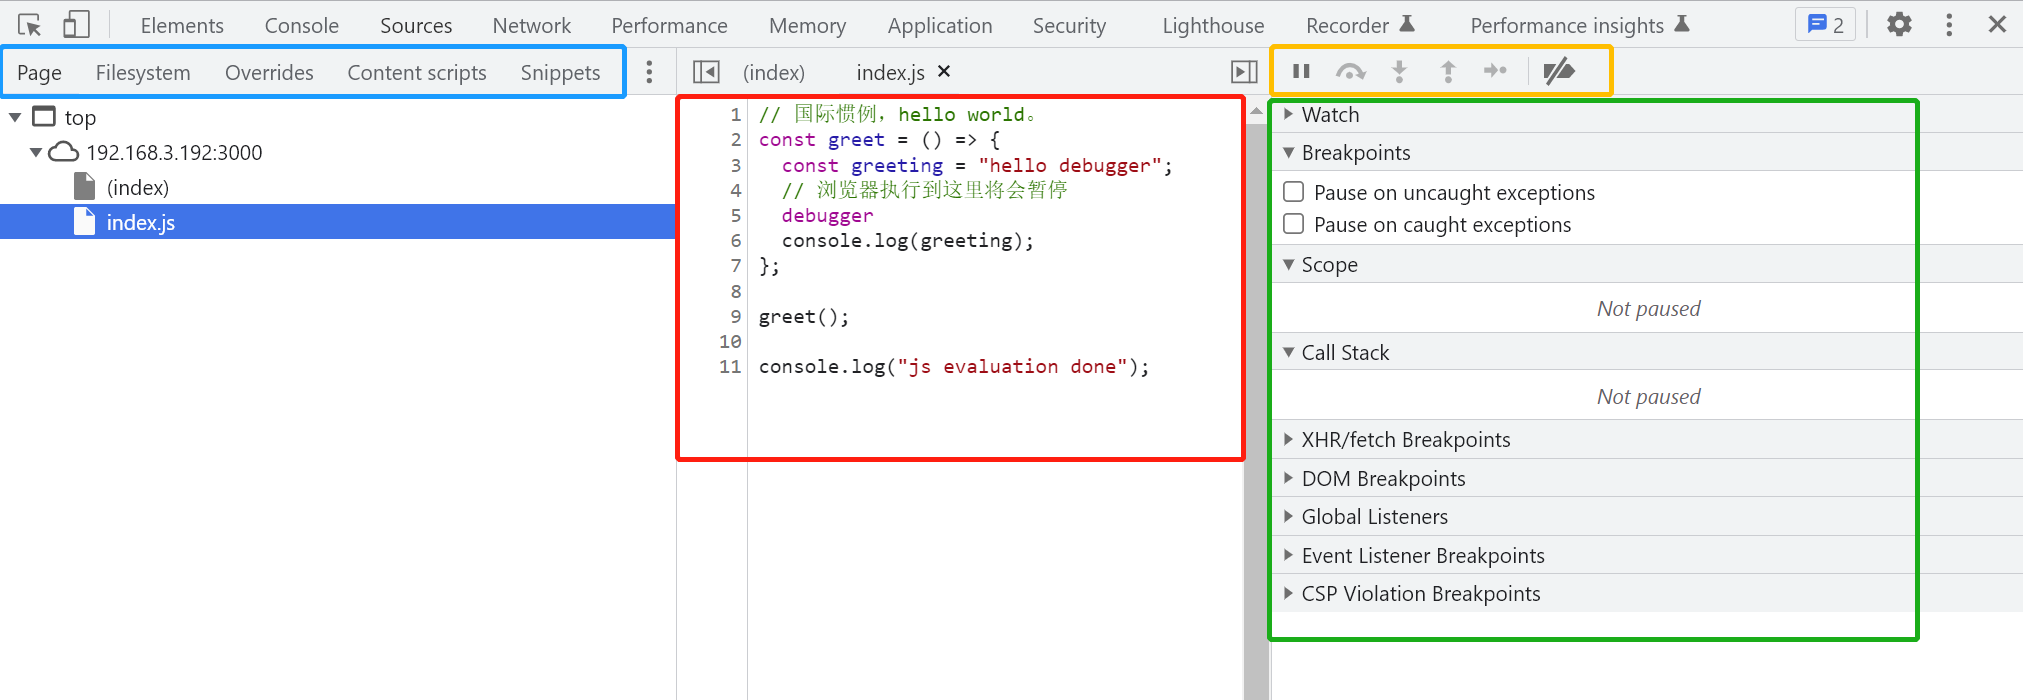 Elements Console Sources Network Performance Memory Application Security Lighthouse Recorder Performance insights 2
Page Filesystem Overrides Content scripts Snippets
(index) index.js
top
192.168.3.192:3000
(index)
index.js
1 // 国际惯例，hello world。
2 const greet = () => {
3 const greeting = "hello debugger";
4 // 浏览器执行到这里将会暂停
5 debugger
6 console.log(greeting);
7 };
8
9 greet();
10
11 console.log("js evaluation done");
Watch
Breakpoints
Pause on uncaught exceptions
Pause on caught exceptions
Scope
Not paused
Call Stack
Not paused
XHR/fetch Breakpoints
DOM Breakpoints
Global Listeners
Event Listener Breakpoints
CSP Violation Breakpoints